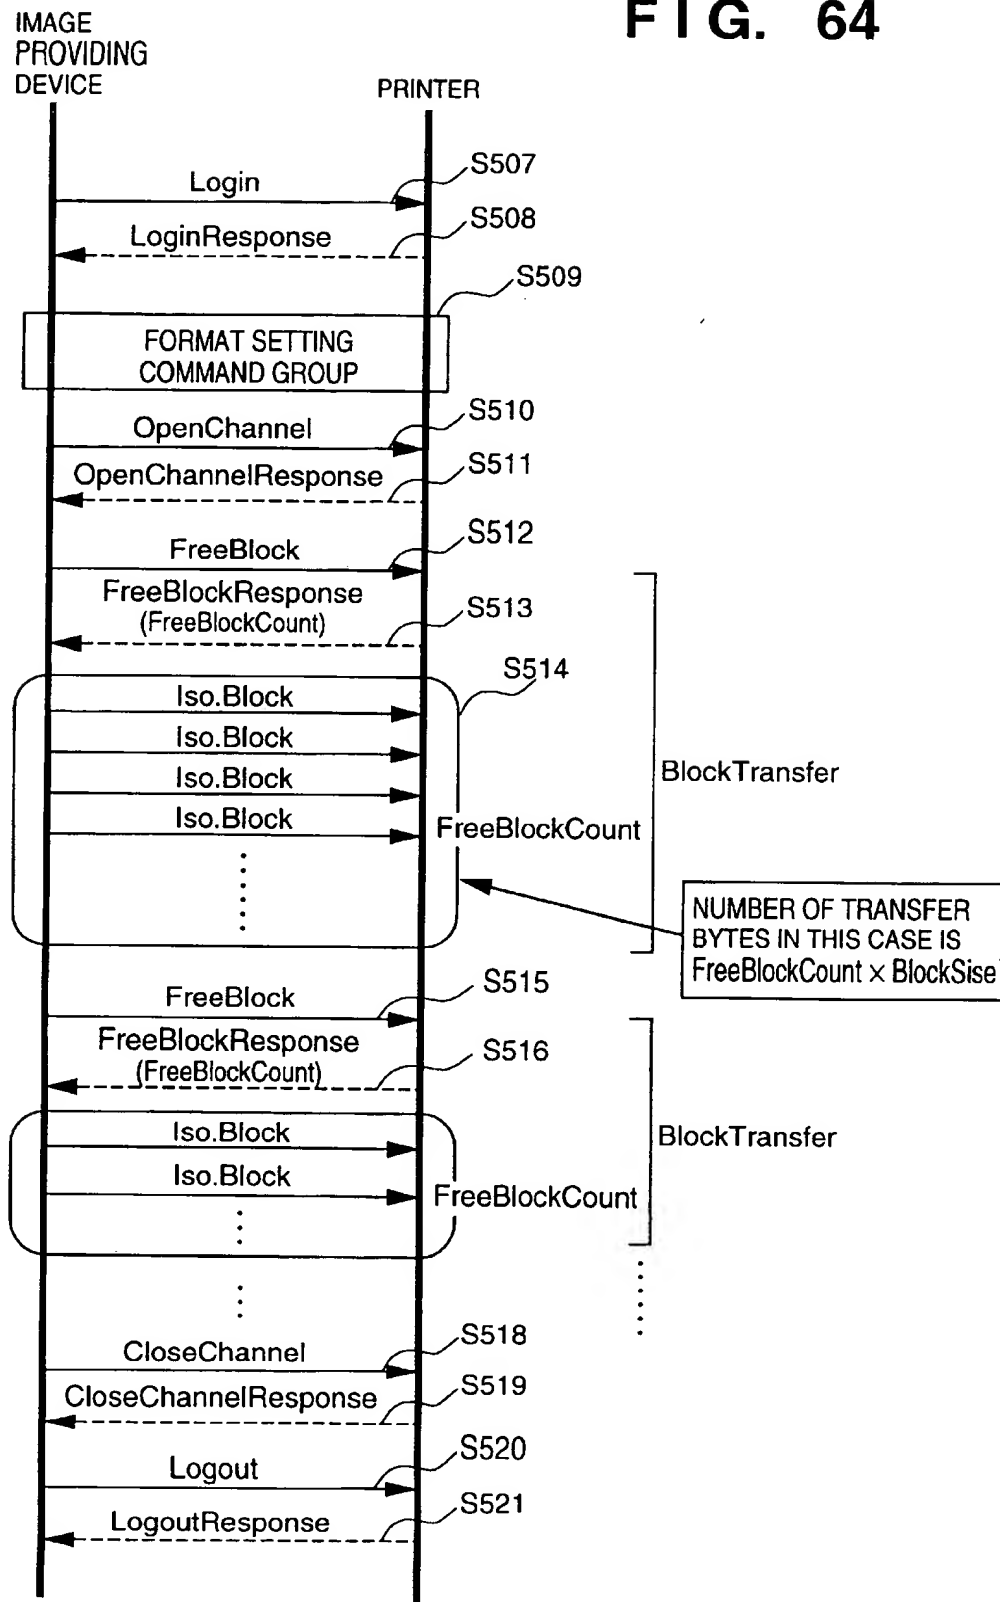 FIG. 64
IMAGE
PROVIDING
DEVICE
PRINTER
Login
S507
LoginResponse
S508
S509
FORMAT SETTING
COMMAND GROUP
OpenChannel
S510
OpenChannelResponse
S511
FreeBlock
S512
FreeBlockResponse
(FreeBlockCount)
S513
S514
Iso.Block
Iso.Block
Iso.Block
Iso.Block
FreeBlockCount
BlockTransfer
NUMBER OF TRANSFER
BYTES IN THIS CASE IS
FreeBlockCount × BlockSise
FreeBlock
S515
FreeBlockResponse
(FreeBlockCount)
S516
Iso.Block
Iso.Block
FreeBlockCount
BlockTransfer
CloseChannel
S518
CloseChannelResponse
S519
Logout
S520
LogoutResponse
S521